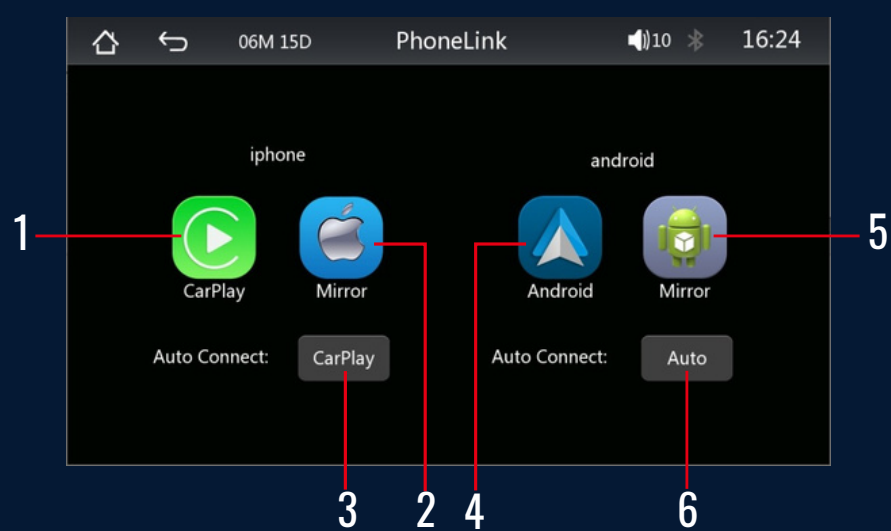 06M 15D PhoneLink 10 16:24
iphone android
1 5
CarPlay Mirror Android Mirror
Auto Connect: CarPlay Auto Connect: Auto
3 2 4 6